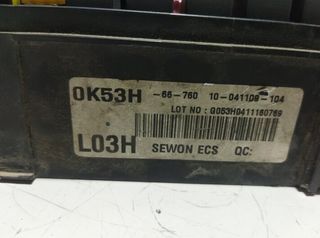 0K53H -66-760 10-041109-104
LOT NO : G053H0411160769
L03H SEWON ECS QC: